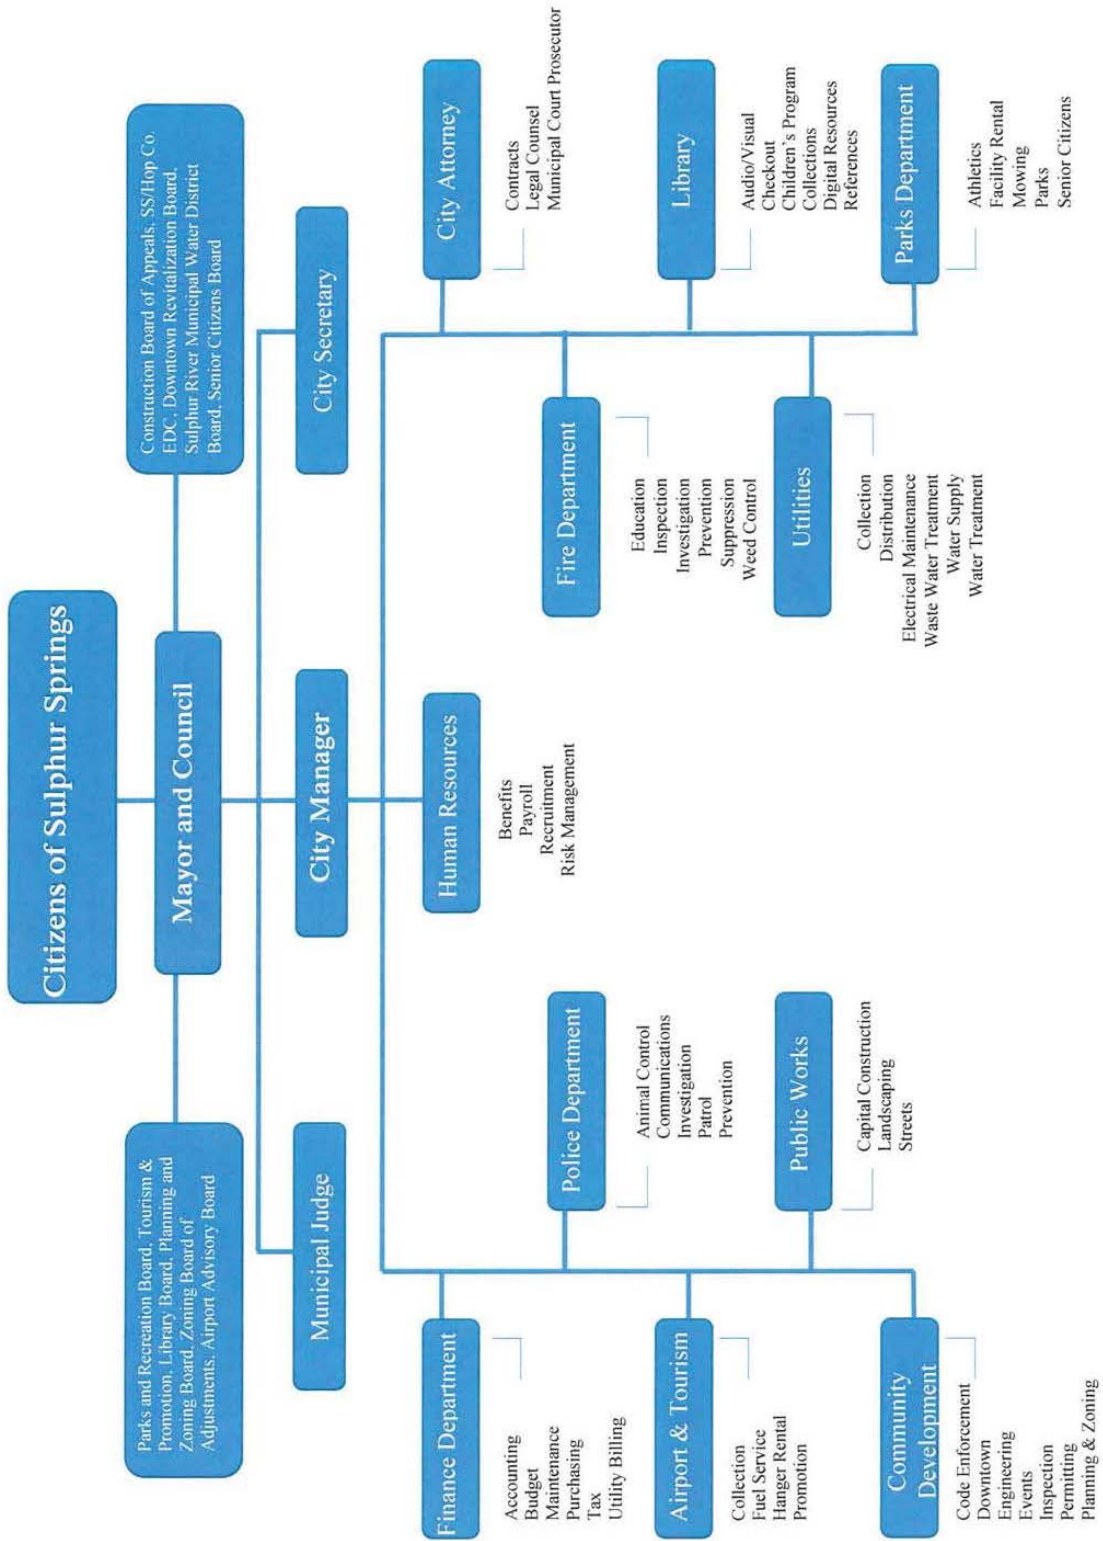 Citizens of Sulphur Springs
Mayor and Council
Parks and Recreation Board, Tourism &
Promotion, Library Board, Planning and
Zoning Board, Zoning Board of
Adjustments, Airport Advisory Board
Construction Board of Appeals, SS/Hop Co.
EDC, Downtown Revitalization Board,
Sulphur River Municipal Water District
Board, Senior Citizens Board
Municipal Judge
City Manager
City Secretary
Finance Department
Accounting
Budget
Maintenance
Purchasing
Tax
Utility Billing
Police Department
Animal Control
Communications
Investigation
Patrol
Prevention
Airport & Tourism
Collection
Fuel Service
Hanger Rental
Promotion
Public Works
Capital Construction
Landscaping
Streets
Community
Development
Code Enforcement
Downtown
Engineering
Events
Inspection
Permitting
Planning & Zoning
Human Resources
Benefits
Payroll
Recruitment
Risk Management
City Attorney
Contracts
Legal Counsel
Municipal Court Prosecutor
Fire Department
Education
Inspection
Investigation
Prevention
Suppression
Weed Control
Library
Audio/Visual
Checkout
Children's Program
Collections
Digital Resources
References
Utilities
Collection
Distribution
Electrical Maintenance
Waste Water Treatment
Water Supply
Water Treatment
Parks Department
Athletics
Facility Rental
Mowing
Parks
Senior Citizens